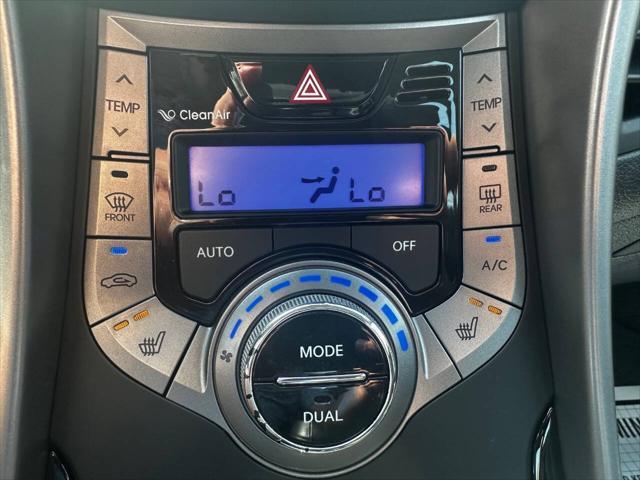 TEMP
TEMP
CleanAir
Lo
Lo
FRONT
REAR
AUTO
OFF
A/C
MODE
DUAL